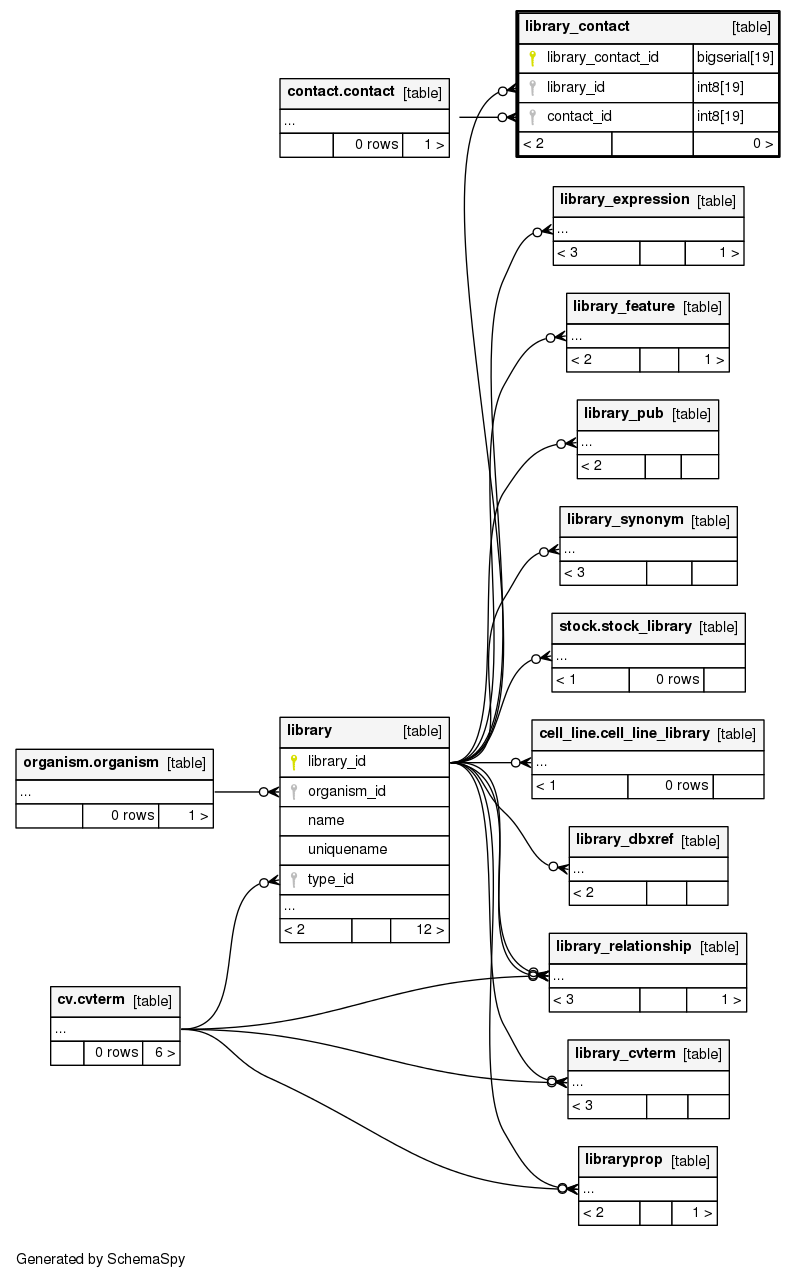 library_contact [table]
library_contact_id bigserial[19]
library_id int8[19]
contact_id int8[19]
< 2 0 >
contact.contact [table]
...
0 rows 1 >
library_expression [table]
...
< 3 1 >
library_feature [table]
...
< 2 1 >
library_pub [table]
...
< 2
library_synonym [table]
...
< 3
stock.stock_library [table]
...
< 1 0 rows
library [table]
library_id
organism_id
name
uniquename
type_id
...
< 2 12 >
cell_line.cell_line_library [table]
...
< 1 0 rows
organism.organism [table]
...
0 rows 1 >
library_dbxref [table]
...
< 2
library_relationship [table]
...
< 3 1 >
cv.cvterm [table]
...
0 rows 6 >
library_cvterm [table]
...
< 3
libraryprop [table]
...
< 2 1 >
Generated by SchemaSpy